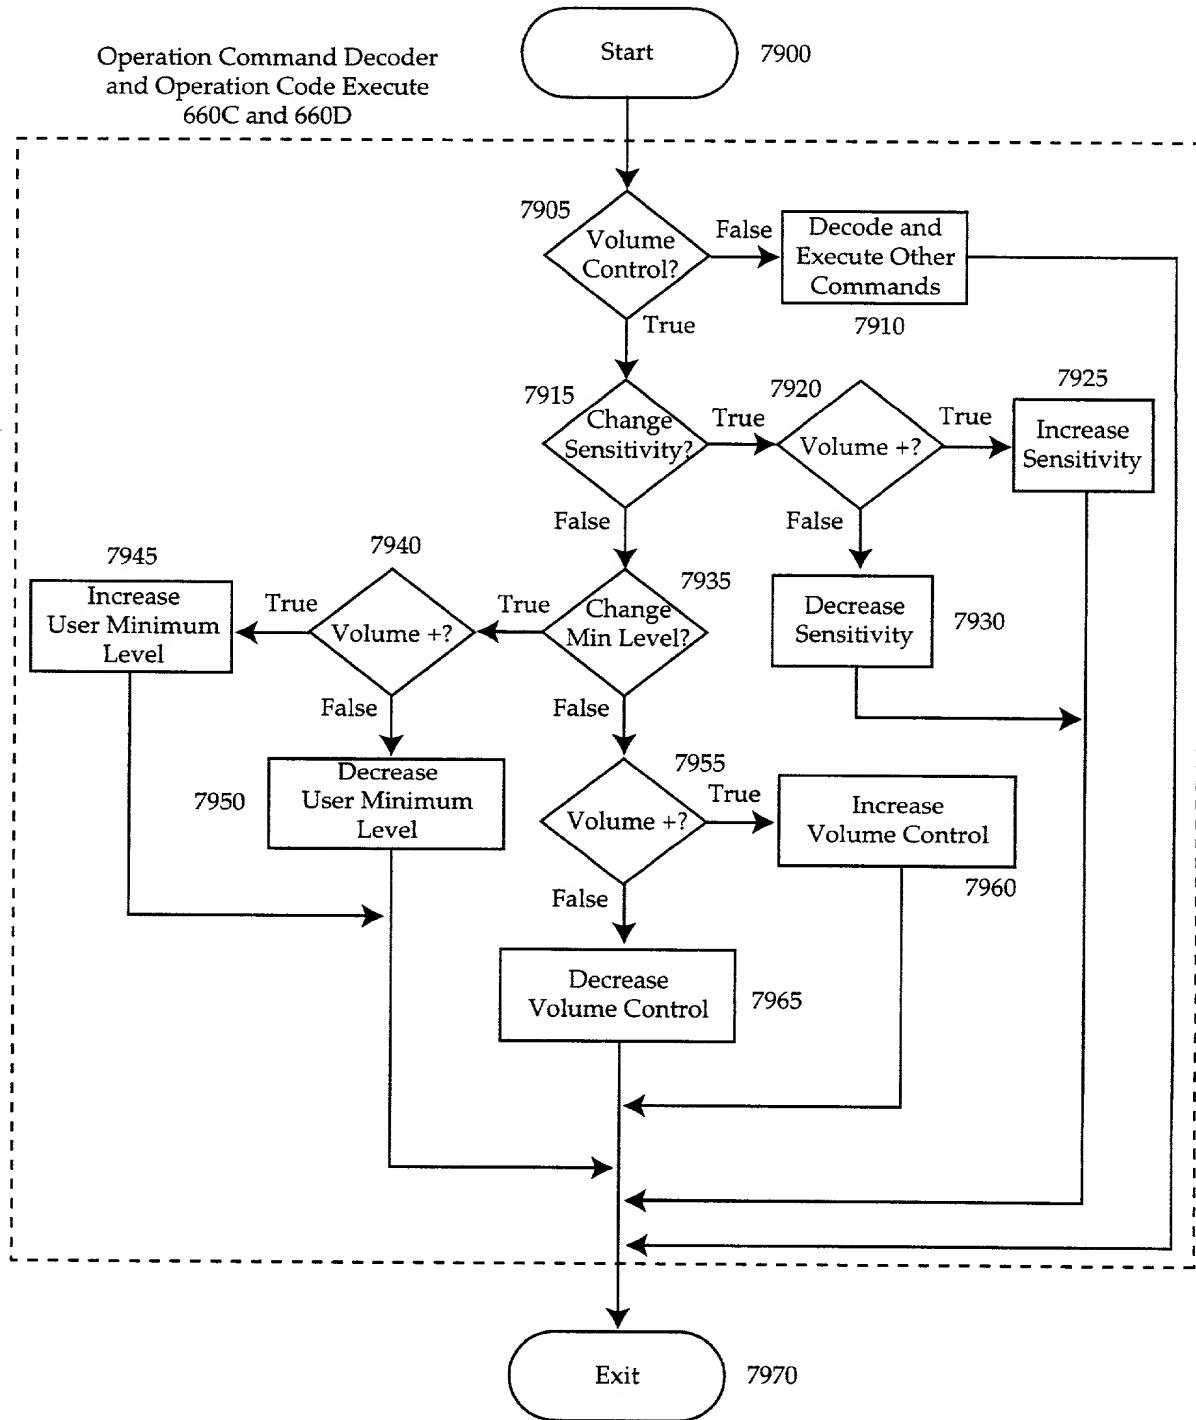 Start
7900
Operation Command Decoder
and Operation Code Execute
660C and 660D
7905
Volume
Control?
False
Decode and
Execute Other
Commands
7910
True
7915
Change
Sensitivity?
True
7920
Volume +?
True
7925
Increase
Sensitivity
False
False
Decrease
Sensitivity
7930
7935
Change
Min Level?
True
7940
Volume +?
True
7945
Increase
User Minimum
Level
False
7950
Decrease
User Minimum
Level
False
7955
Volume +?
True
Increase
Volume Control
7960
False
Decrease
Volume Control
7965
Exit
7970